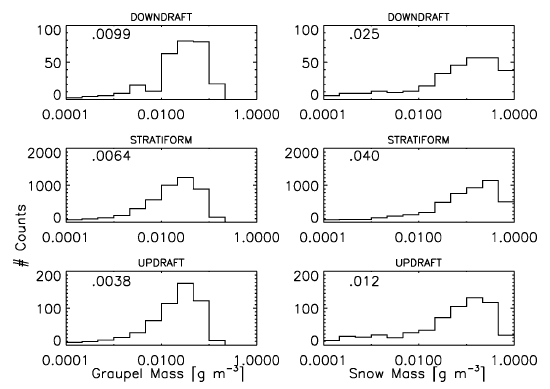 DOWNDRAFT
100
50
0
.0099
0.0001 0.0100 1.0000
DOWNDRAFT
100
50
0
.025
0.0001 0.0100 1.0000
STRATIFORM
2000
1000
0
.0064
0.0001 0.0100 1.0000
STRATIFORM
2000
1000
0
.040
0.0001 0.0100 1.0000
# Counts
UPDRAFT
200
100
0
.0038
0.0001 0.0100 1.0000
Graupel Mass [g m⁻³]
UPDRAFT
200
100
0
.012
0.0001 0.0100 1.0000
Snow Mass [g m⁻³]